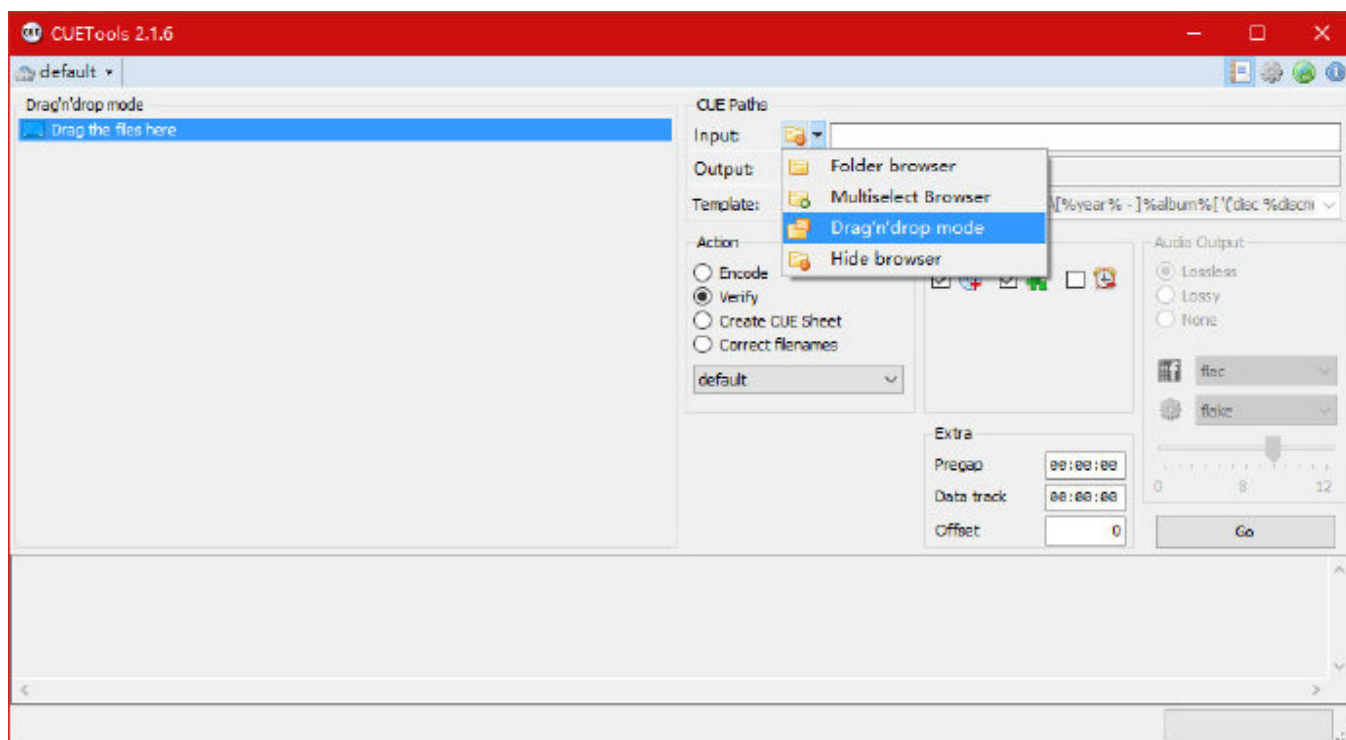 CUETools 2.1.6
default
Drag'n'drop mode
Drag the files here
CUE Paths
Input:
Folder browser
Multiselect Browser
Drag'n'drop mode
Hide browser
Output:
Template:
[%year% - ]%album%[ '(disc %discn
Action
Encode
Verify
Create CUE Sheet
Correct filenames
default
Audio Output
Lossless
Lossy
None
flac
flake
0 8 12
Extra
Pregap 00:00:00
Data track 00:00:00
Offset 0
Go